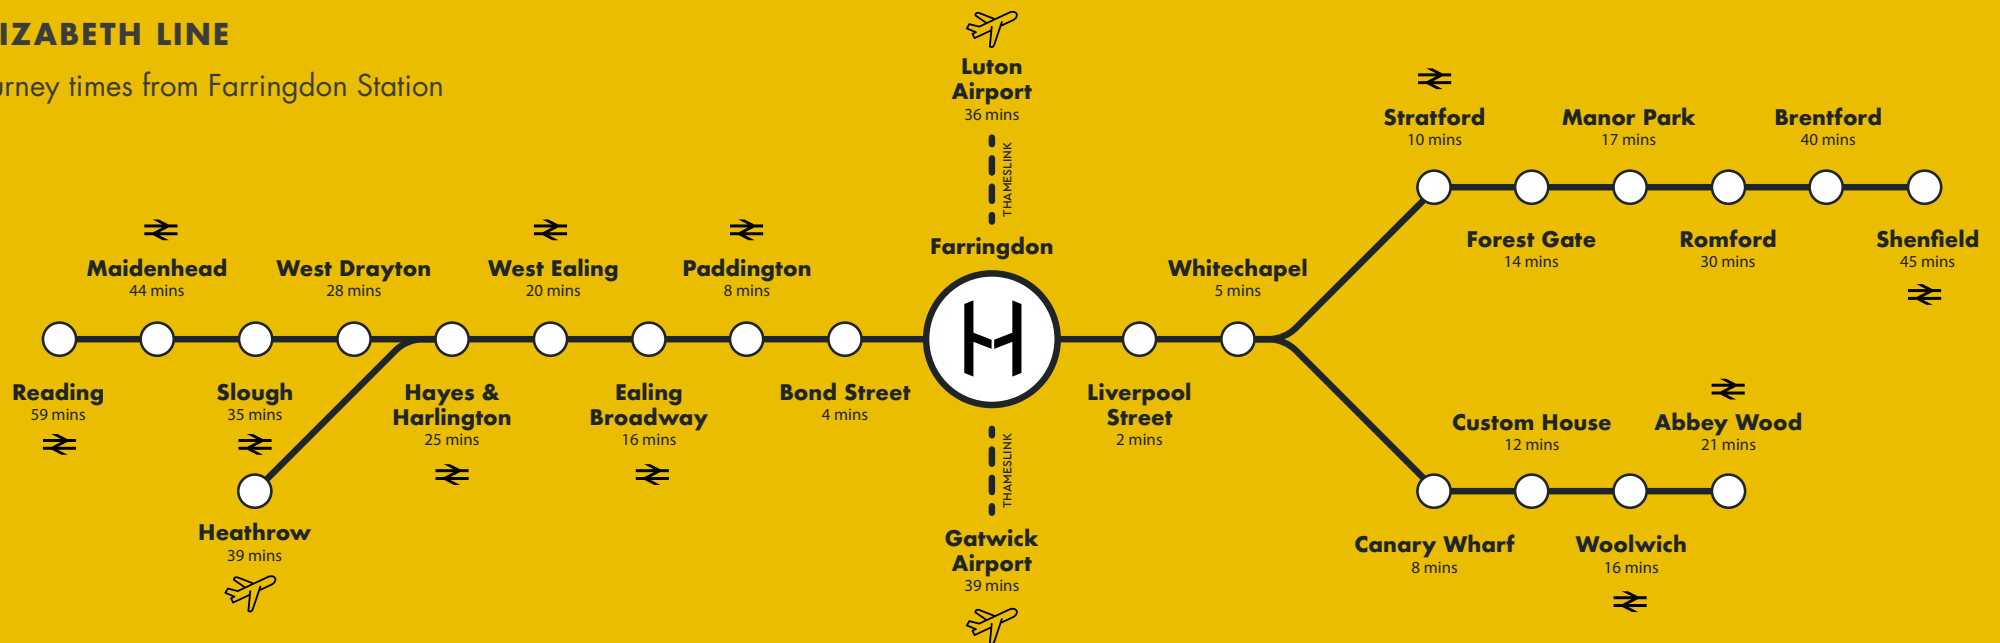 IZABETH LINE
urney times from Farringdon Station
Luton
Airport
36 mins
THAMESLINK
Farringdon
Maidenhead
44 mins
West Drayton
28 mins
West Ealing
20 mins
Paddington
8 mins
Whitechapel
5 mins
Stratford
10 mins
Manor Park
17 mins
Brentford
40 mins
Forest Gate
14 mins
Romford
30 mins
Shenfield
45 mins
Reading
59 mins
Slough
35 mins
Hayes &
Harlington
25 mins
Ealing
Broadway
16 mins
Bond Street
4 mins
Liverpool
Street
2 mins
Custom House
12 mins
Abbey Wood
21 mins
THAMESLINK
Heathrow
39 mins
Gatwick
Airport
39 mins
Canary Wharf
8 mins
Woolwich
16 mins